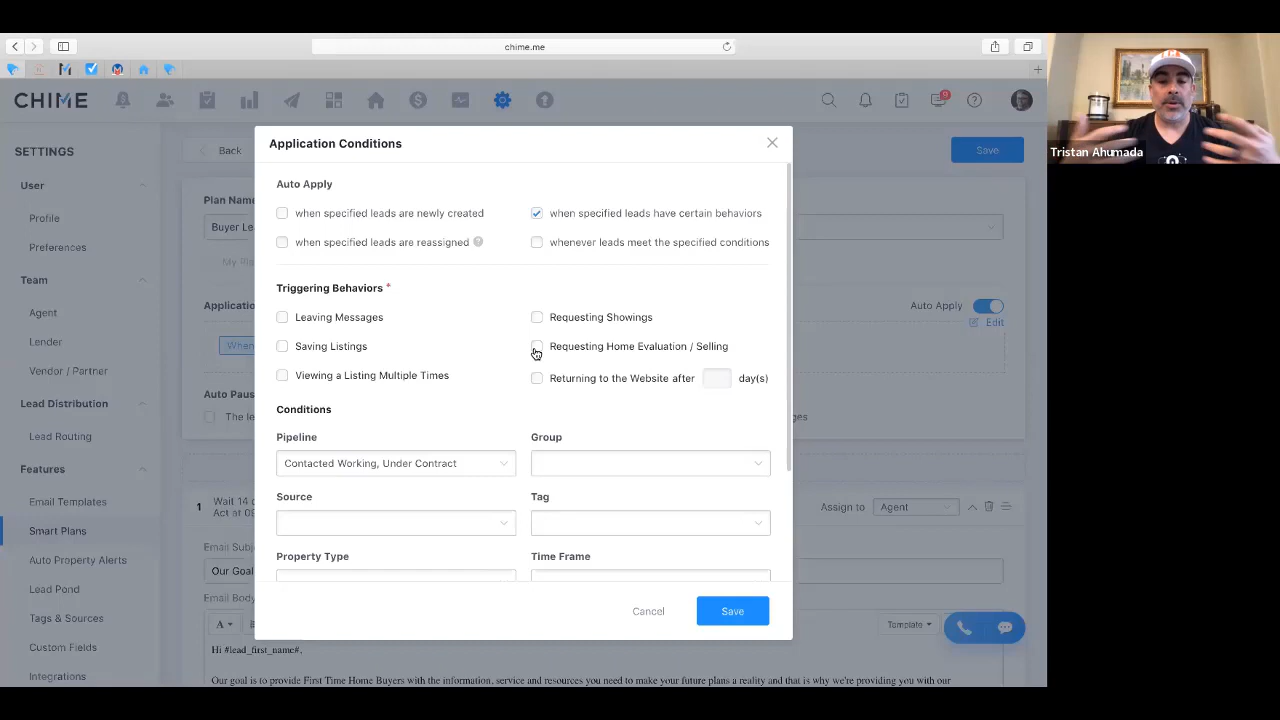 chime.me
CHIME
9
SETTINGS
User
Profile
Preferences
Team
Agent
Lender
Vendor / Partner
Lead Distribution
Lead Routing
Features
Email Templates
Smart Plans
Auto Property Alerts
Lead Pond
Tags & Sources
Custom Fields
Integrations
Back
Save
Plan Name
Buyer Le
My Pl
Application
Auto Apply
Edit
When
Auto Paus
The le
ges
1
Wait 14
Act at 09
Assign to
Agent
Email Subj
Our Goal
Email Body
A
Template
Hi #lead_first_name#,
Our goal is to provide First Time Home Buyers with the information, service and resources you need to make your future plans a reality and that is why we're providing you with our
Application Conditions
Auto Apply
when specified leads are newly created
when specified leads have certain behaviors
when specified leads are reassigned ?
whenever leads meet the specified conditions
Triggering Behaviors *
Leaving Messages
Requesting Showings
Saving Listings
Requesting Home Evaluation / Selling
Viewing a Listing Multiple Times
Returning to the Website after day(s)
Conditions
Pipeline
Group
Contacted Working, Under Contract
Source
Tag
Property Type
Time Frame
Cancel
Save
Tristan Ahumada